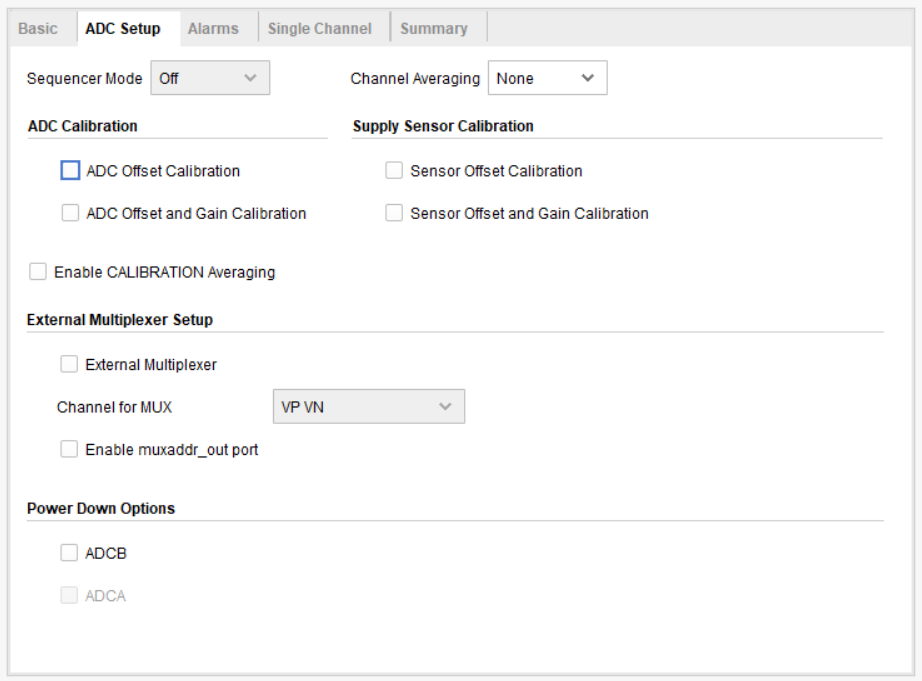 Basic ADC Setup Alarms Single Channel Summary
Sequencer Mode Off Channel Averaging None
ADC Calibration Supply Sensor Calibration
ADC Offset Calibration Sensor Offset Calibration
ADC Offset and Gain Calibration Sensor Offset and Gain Calibration
Enable CALIBRATION Averaging
External Multiplexer Setup
External Multiplexer
Channel for MUX VP VN
Enable muxaddr_out port
Power Down Options
ADCB
ADCA